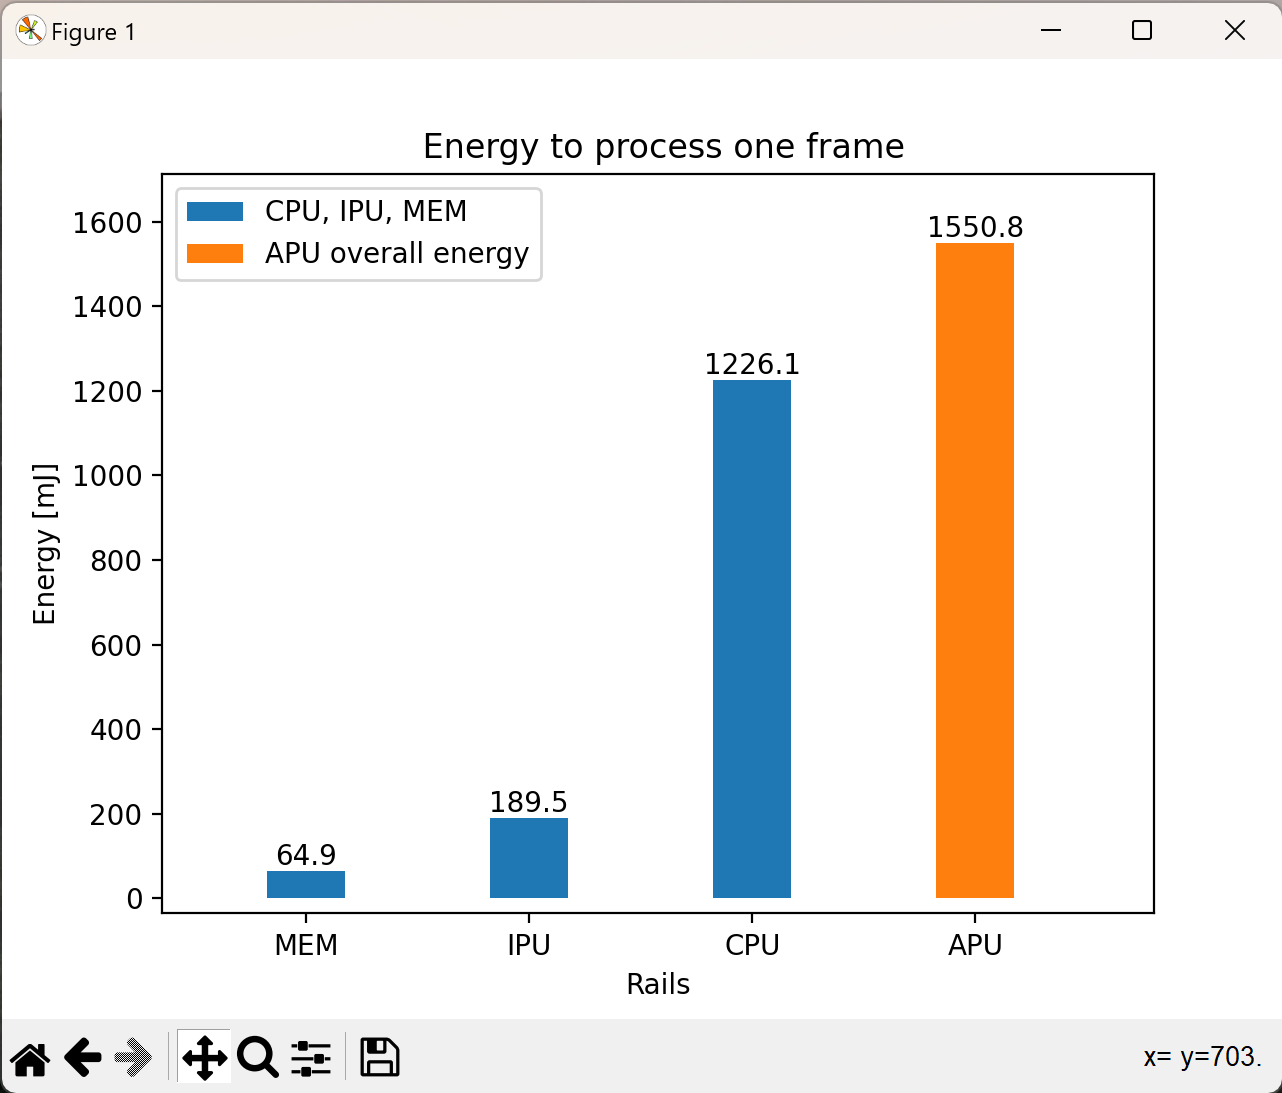 Figure 1
Energy to process one frame
CPU, IPU, MEM
APU overall energy
1600
1400
1200
1000
800
600
400
200
0
Energy [mJ]
64.9
189.5
1226.1
1550.8
MEM
IPU
CPU
APU
Rails
x= y=703.